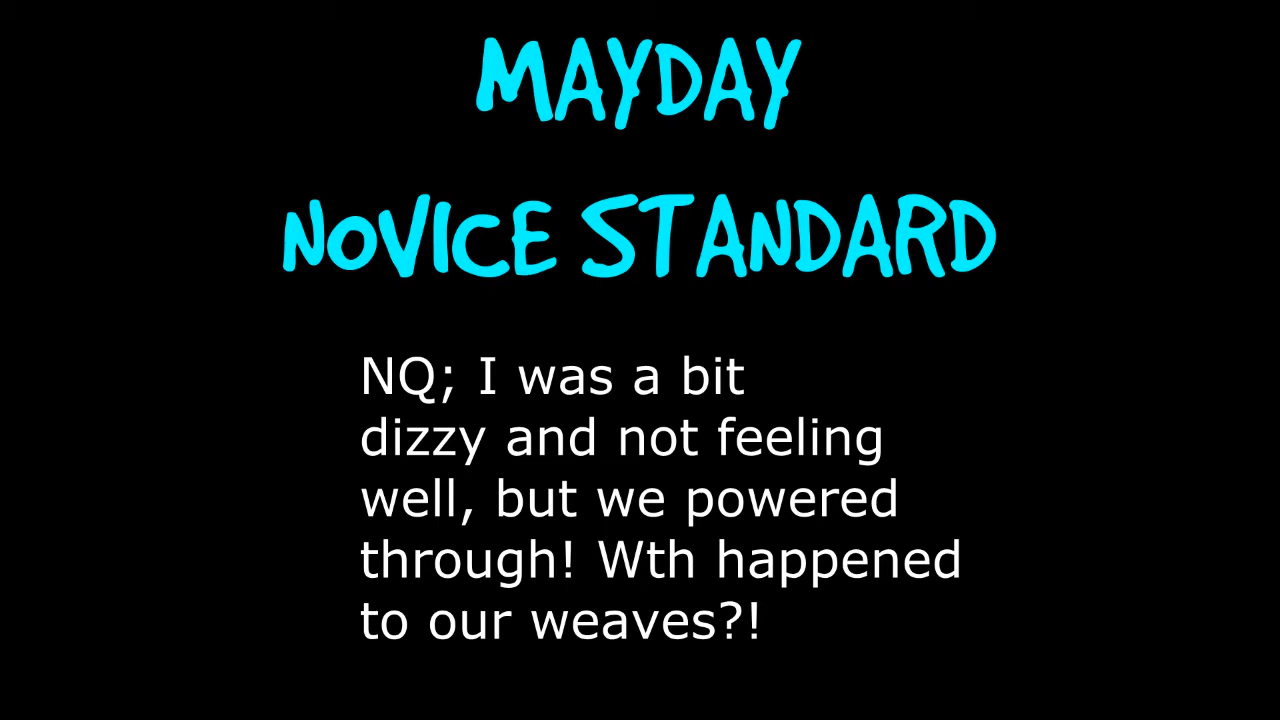 MAYDAY
NOVICE STANDARD
NQ; I was a bit
dizzy and not feeling
well, but we powered
through! Wth happened
to our weaves?!